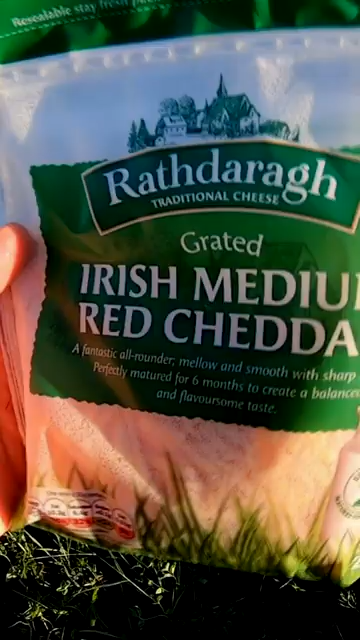 Resealable stay fresh
Rathdaragh
TRADITIONAL CHEESE
Grated
IRISH MEDIU
RED CHEDDA
A fantastic all-rounder; mellow and smooth with sharp
Perfectly matured for 6 months to create a balanced
and flavoursome taste.